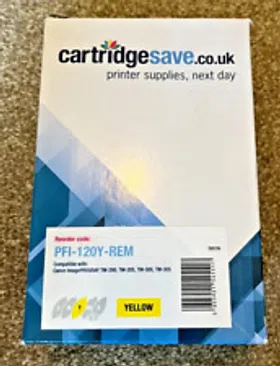 cartridgesave.co.uk
printer supplies, next day
Reorder code:
PFI-120Y-REM
Compatible with:
Canon imagePROGRAF TM-200, TM-205, TM-300, TM-305
Y
YELLOW